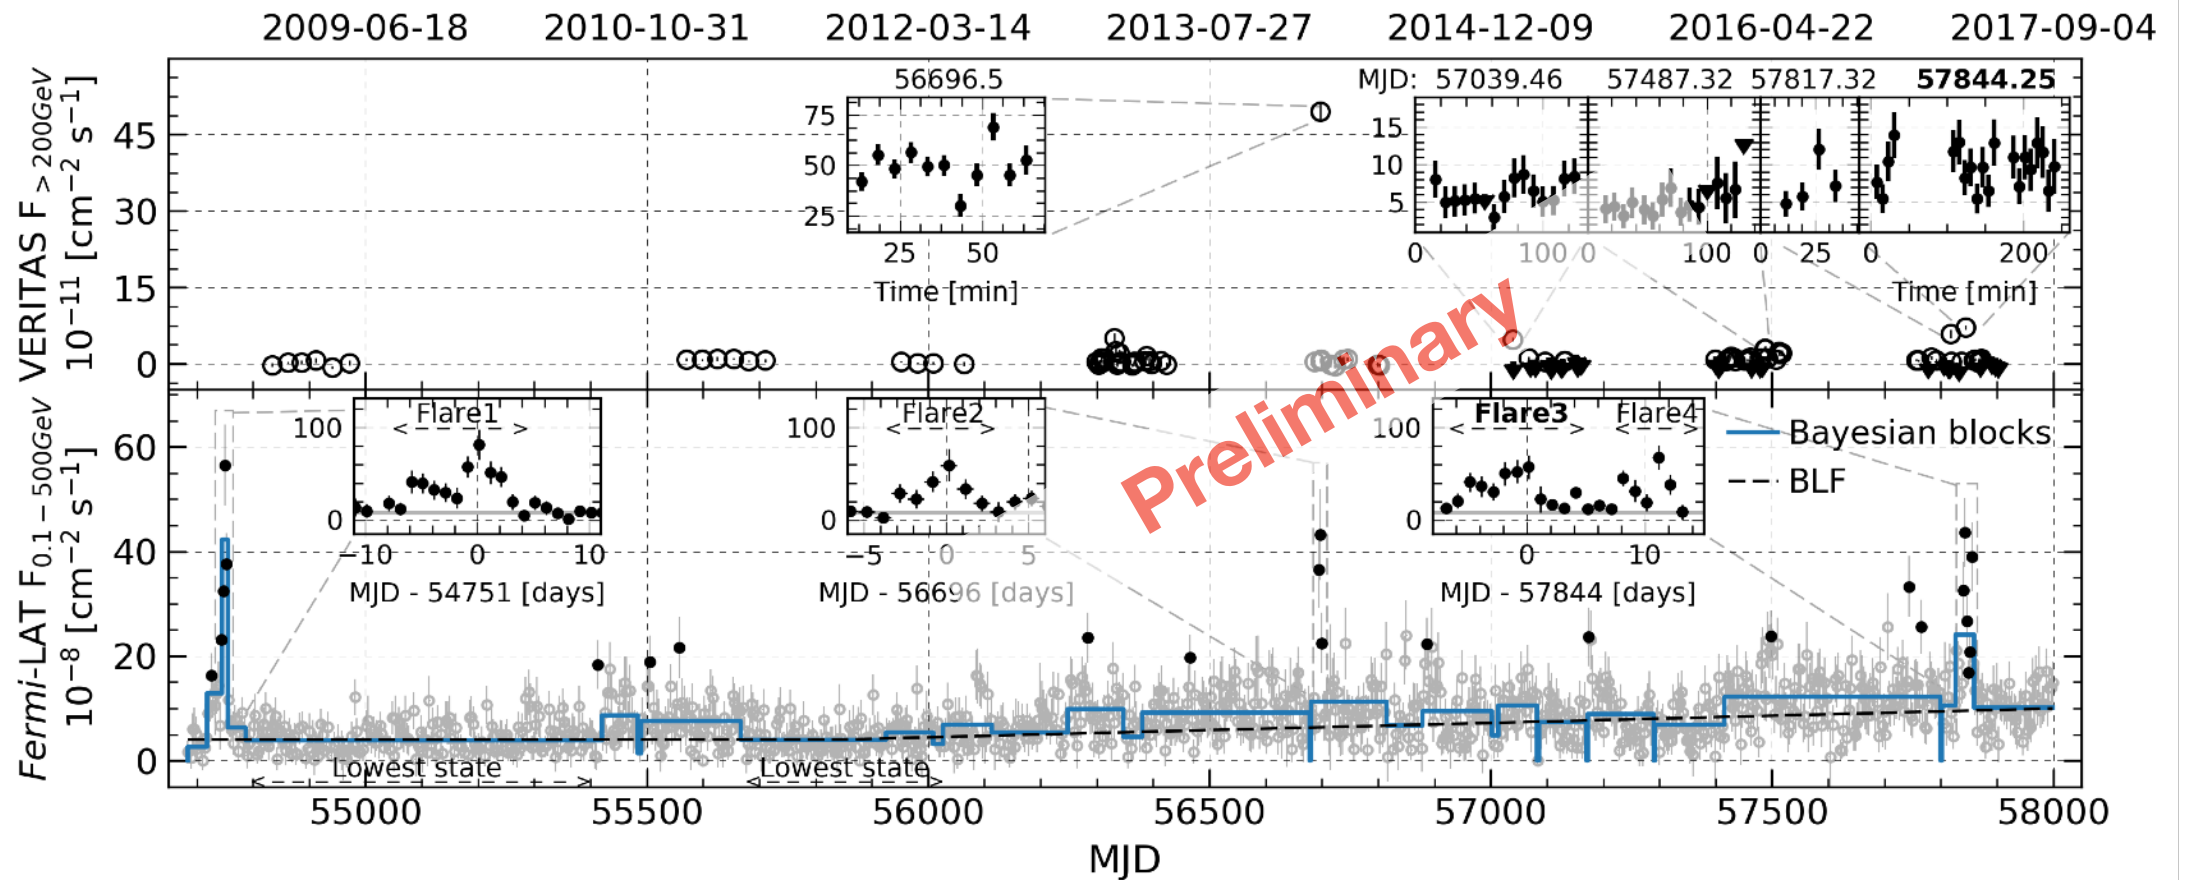 2009-06-18 2010-10-31 2012-03-14 2013-07-27 2014-12-09 2016-04-22 2017-09-04
VERITAS F > 200GeV
10−11 [cm−2 s−1]
45
30
15
0
56696.5
75
50
25
25 50
Time [min]
MJD: 57039.46 57487.32 57817.32 57844.25
15
10
5
0 100 0 100 0 25 0 200
Time [min]
Preliminary
Fermi-LAT F0.1 − 500GeV
10−8 [cm−2 s−1]
60
40
20
0
Flare1
100
0
−10 0 10
MJD - 54751 [days]
Flare2
100
0
−5 0 5
MJD - 56696 [days]
Flare3 Flare4
100
0
0 10
MJD - 57844 [days]
Bayesian blocks
BLF
Lowest state Lowest state
55000 55500 56000 56500 57000 57500 58000
MJD